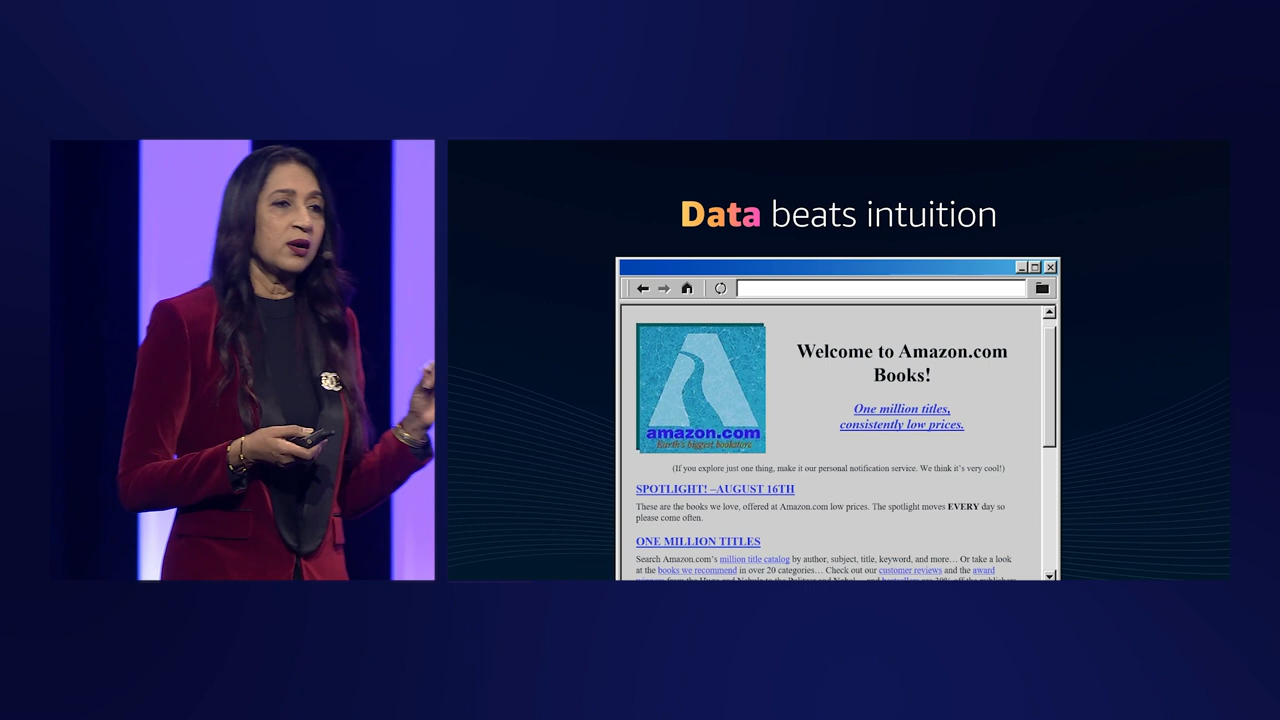 Data beats intuition
Welcome to Amazon.com
Books!
One million titles,
consistently low prices.
amazon.com
Earth's biggest bookstore
(If you explore just one thing, make it our personal notification service. We think it's very cool!)
SPOTLIGHT! –AUGUST 16TH
These are the books we love, offered at Amazon.com low prices. The spotlight moves EVERY day so
please come often.
ONE MILLION TITLES
Search Amazon.com's million title catalog by author, subject, title, keyword, and more… Or take a look
at the books we recommend in over 20 categories… Check out our customer reviews and the award